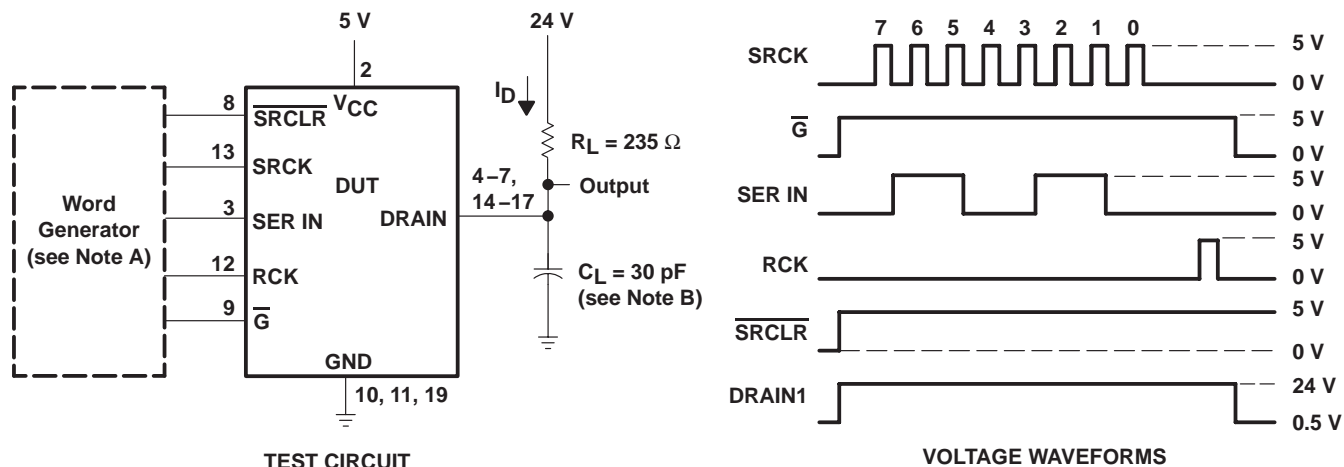 5 V
24 V
2
V_CC
I_D
R_L = 235 Ω
Word
Generator
(see Note A)
8 SRCLR
13 SRCK
DUT
3 SER IN
12 RCK
9 G
DRAIN
4–7,
14–17
Output
C_L = 30 pF
(see Note B)
GND
10, 11, 19
TEST CIRCUIT
7 6 5 4 3 2 1 0
SRCK
5 V
0 V
G
5 V
0 V
SER IN
5 V
0 V
RCK
5 V
0 V
SRCLR
5 V
0 V
DRAIN1
24 V
0.5 V
VOLTAGE WAVEFORMS